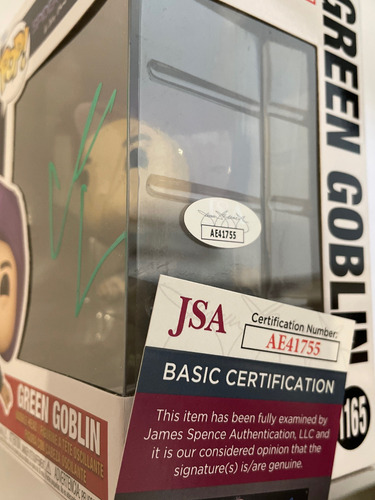 POP!
GREEN GOBLIN
1165
AE41755
JSA
Certification Number:
AE41755
BASIC CERTIFICATION
This item has been fully examined by
James Spence Authentication, LLC and
it is our considered opinion that the
signature(s) is/are genuine.
GREEN GOBLIN